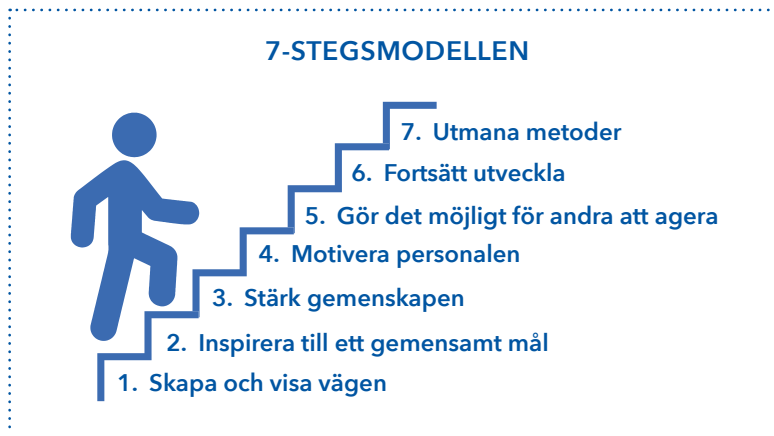 7-STEGSMODELLEN
7. Utmana metoder
6. Fortsätt utveckla
5. Gör det möjligt för andra att agera
4. Motivera personalen
3. Stärk gemenskapen
2. Inspirera till ett gemensamt mål
1. Skapa och visa vägen